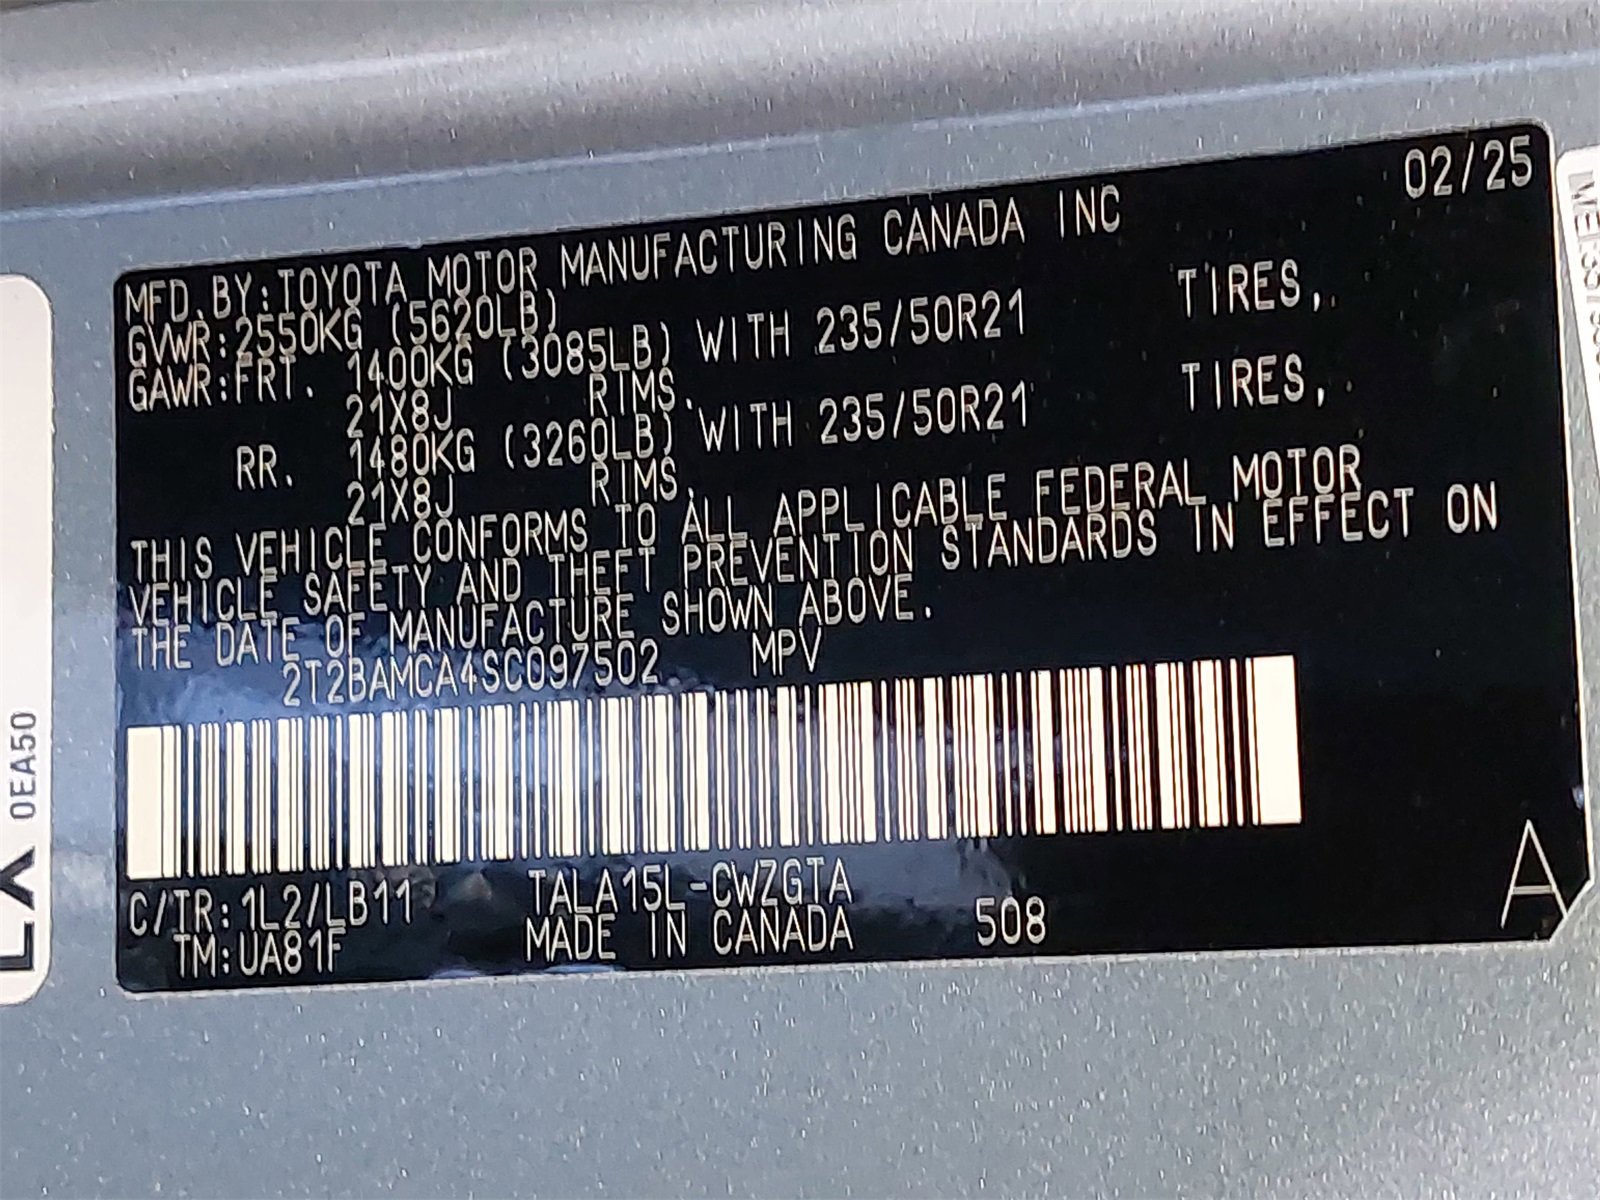 02/25
MFD.BY:TOYOTA MOTOR MANUFACTURING CANADA INC
GVWR:2550KG (5620LB)
GAWR:FRT. 1400KG (3085LB) WITH 235/50R21 TIRES,
21X8J RIMS.
RR. 1480KG (3260LB) WITH 235/50R21 TIRES,
21X8J RIMS.
THIS VEHICLE CONFORMS TO ALL APPLICABLE FEDERAL MOTOR
VEHICLE SAFETY AND THEFT PREVENTION STANDARDS IN EFFECT ON
THE DATE OF MANUFACTURE SHOWN ABOVE.
2T2BAMCA4SC097502 MPV
C/TR:1L2/LB11 TALA15L-CWZGTA
TM:UA81F MADE IN CANADA 508
A
0EA50